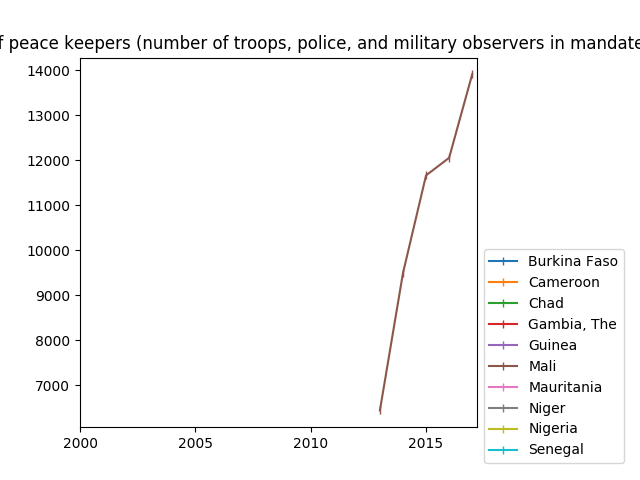 f peace keepers (number of troops, police, and military observers in mandate
14000
13000
12000
11000
10000
9000
8000
7000
2000 2005 2010 2015
Burkina Faso
Cameroon
Chad
Gambia, The
Guinea
Mali
Mauritania
Niger
Nigeria
Senegal